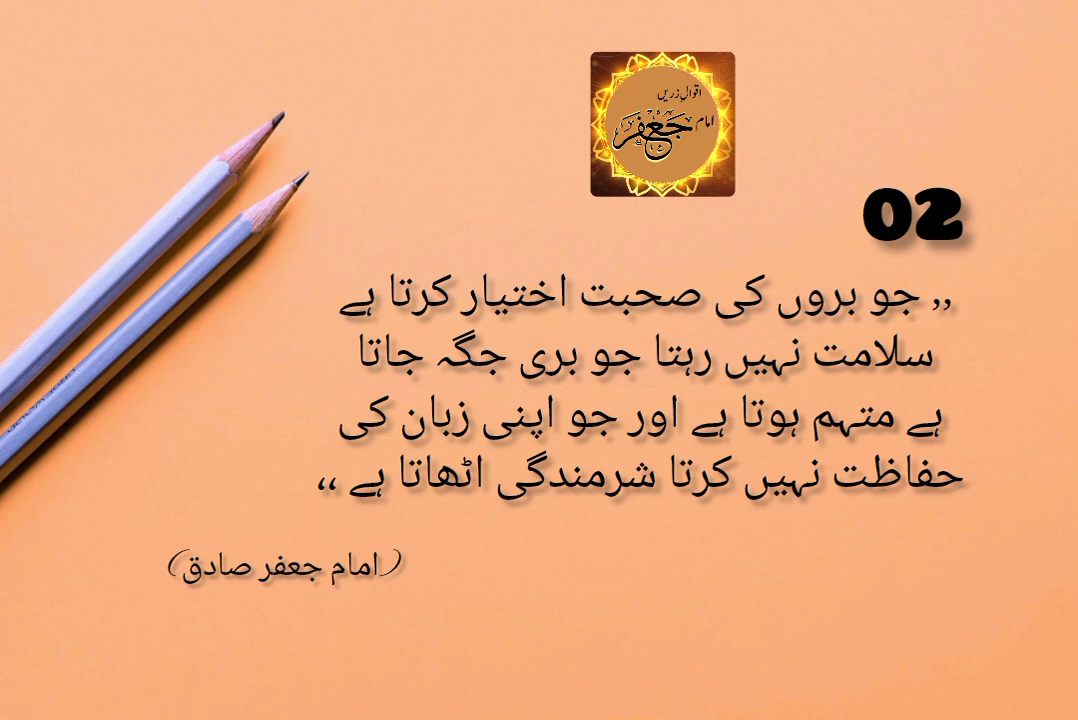 اقوالِ زریں
امام جعفر
02
,, جو بروں کی صحبت اختیار کرتا ہے
سلامت نہیں رہتا جو بری جگہ جاتا
ہے متہم ہوتا ہے اور جو اپنی زبان کی
حفاظت نہیں کرتا شرمندگی اٹھاتا ہے ,,
(امام جعفر صادق)